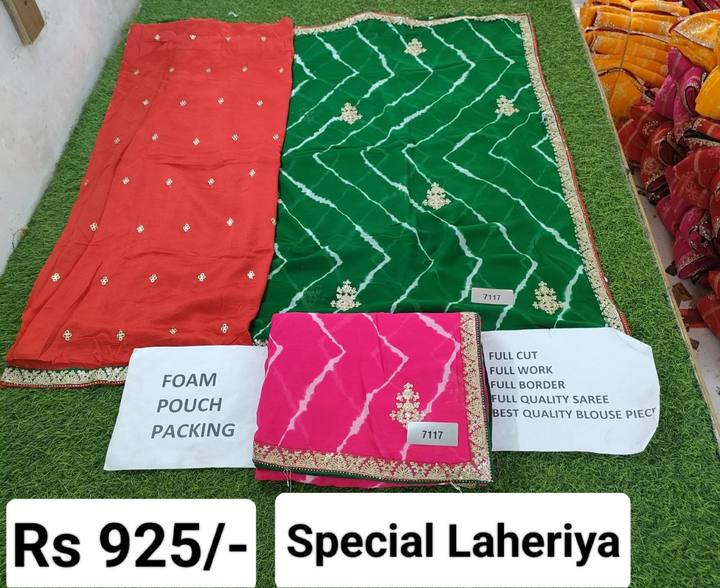 7117
FOAM
POUCH
PACKING
FULL CUT
FULL WORK
FULL BORDER
FULL QUALITY SAREE
BEST QUALITY BLOUSE PIECE
7117
Rs 925/-
Special Laheriya